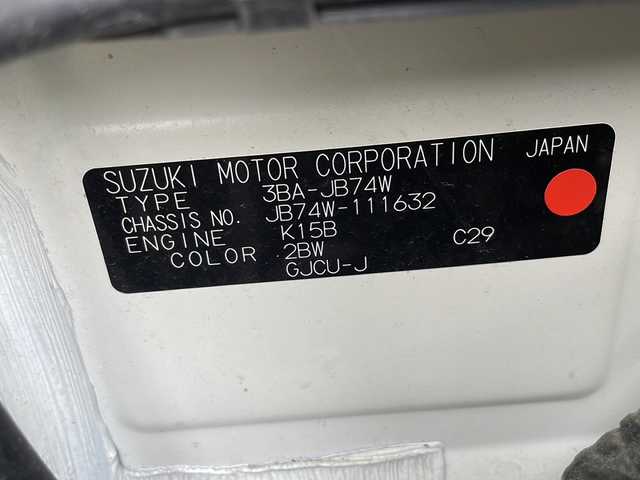 SUZUKI MOTOR CORPORATION JAPAN
TYPE 3BA-JB74W
CHASSIS NO. JB74W-111632
ENGINE K15B
COLOR 2BW C29
GJCU-J